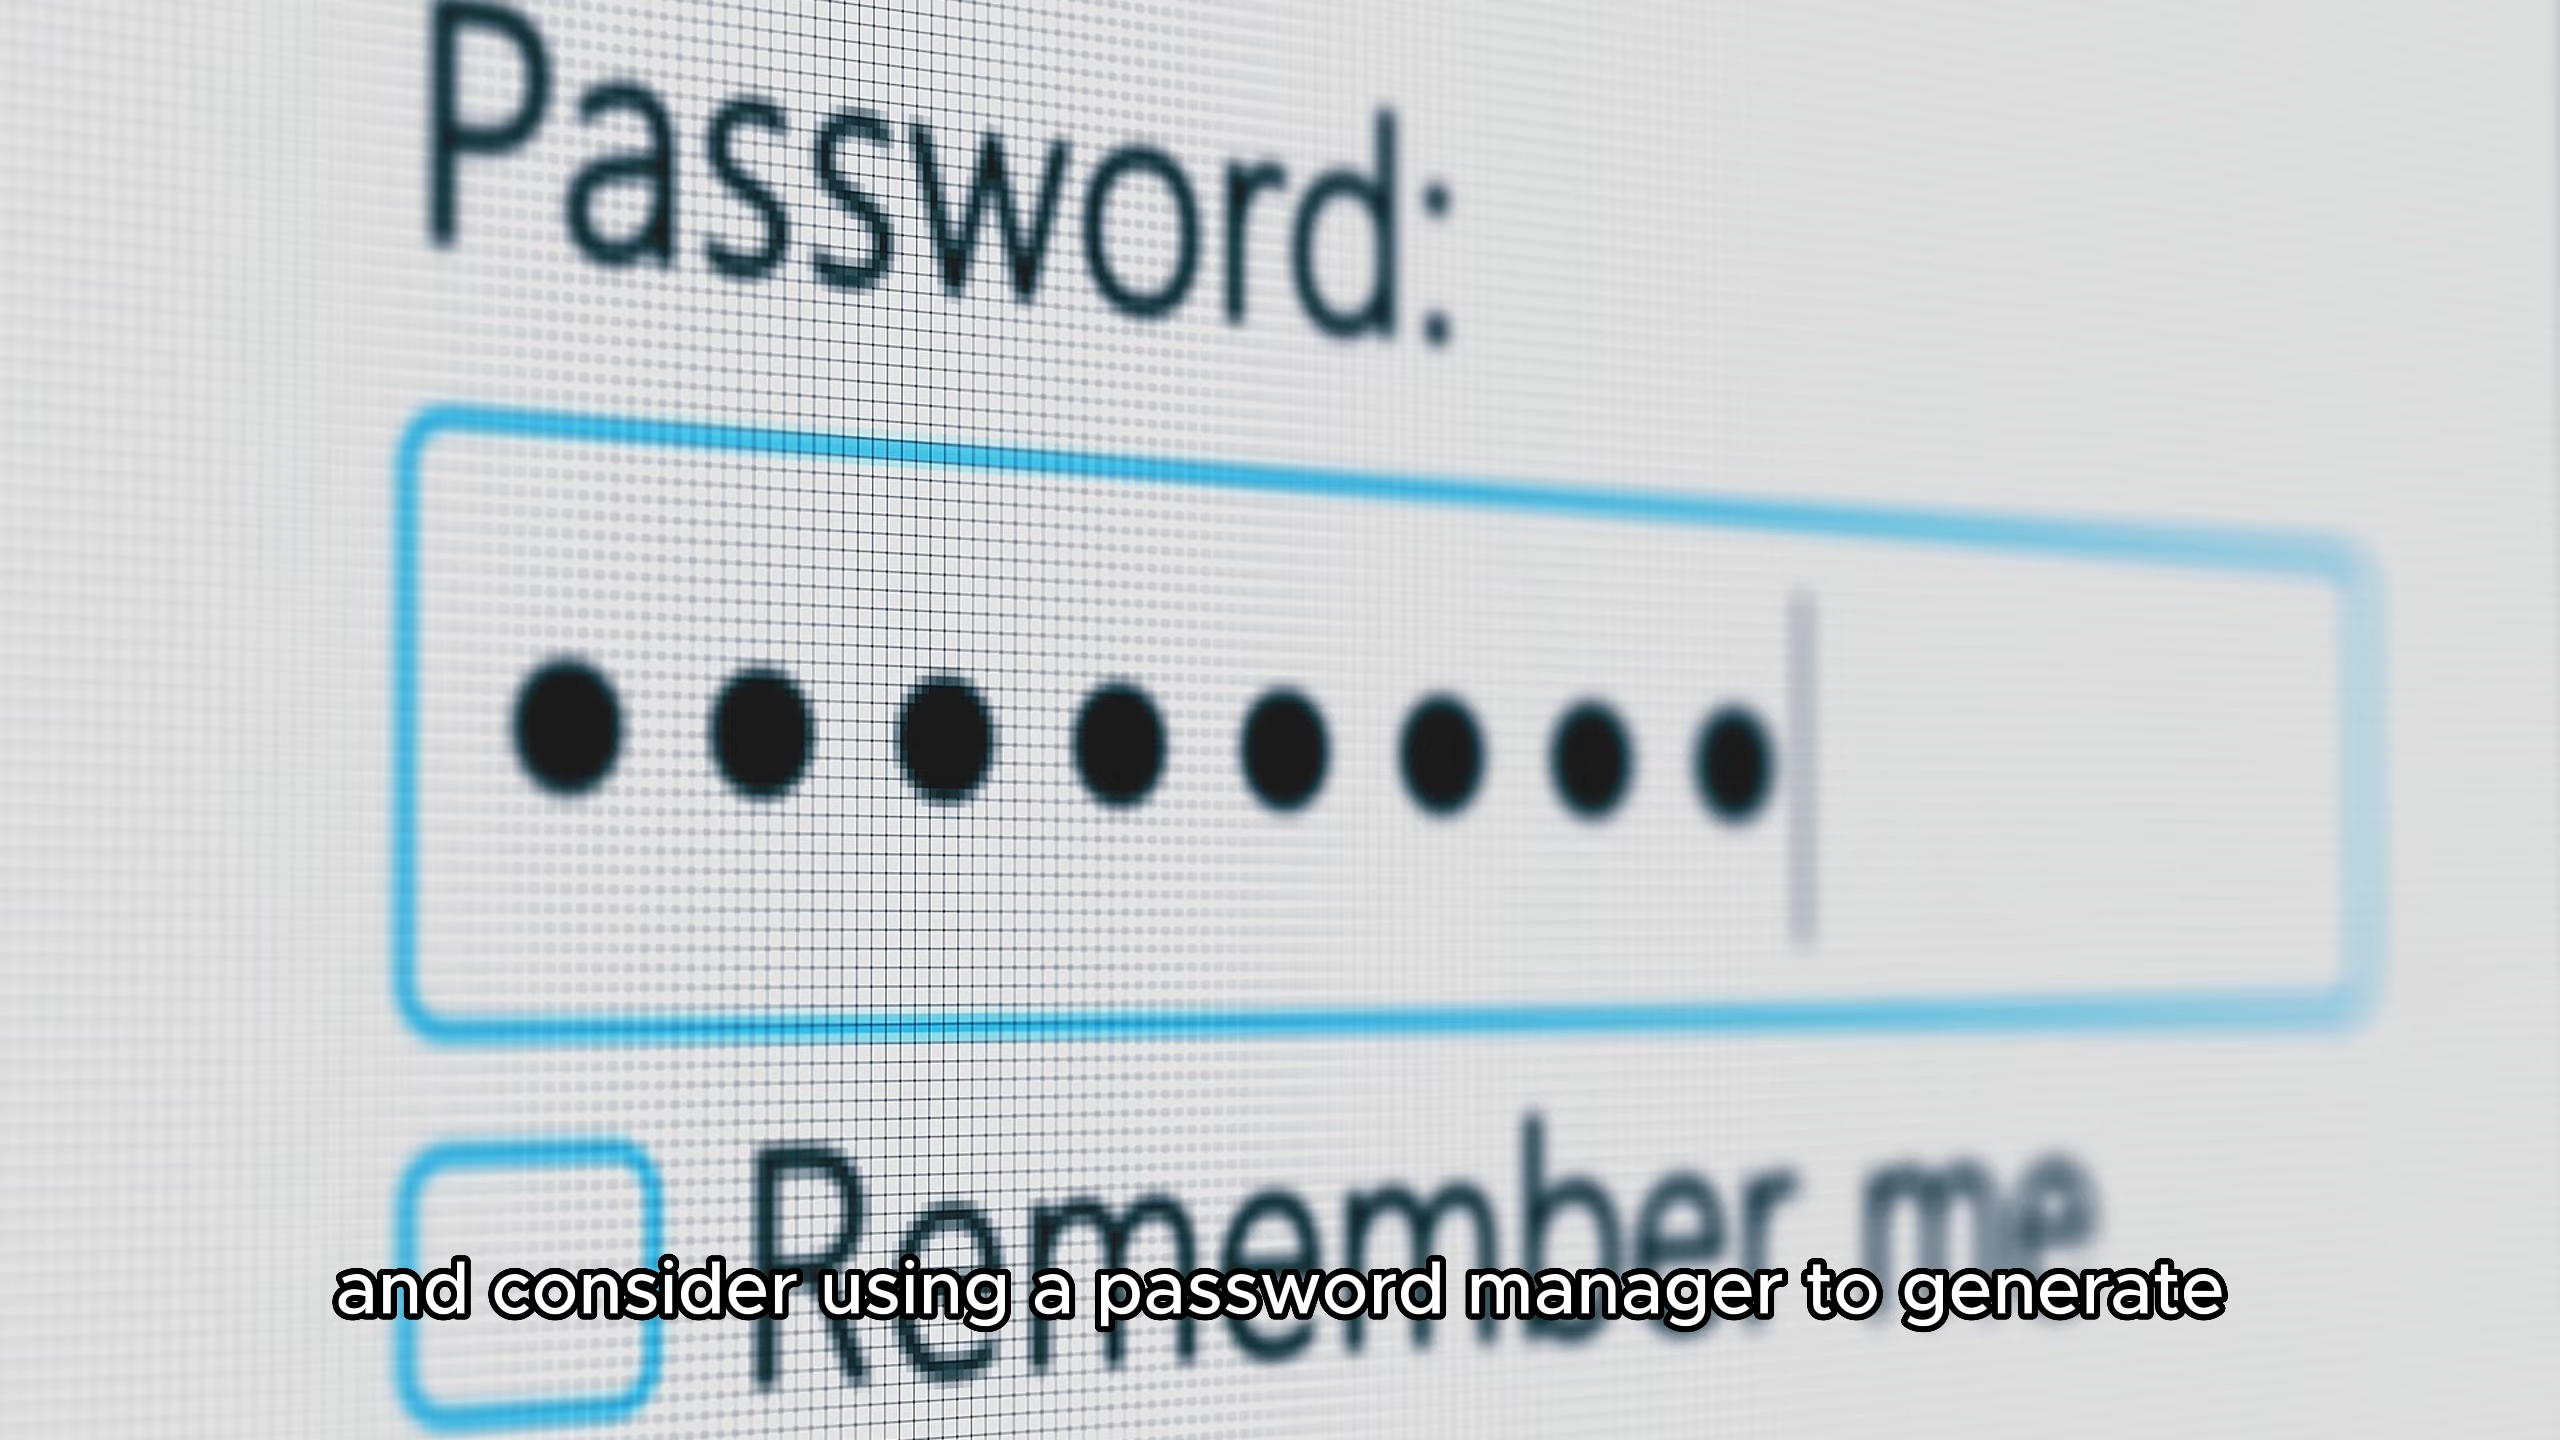 Password:
••••••••
Remember me
and consider using a password manager to generate